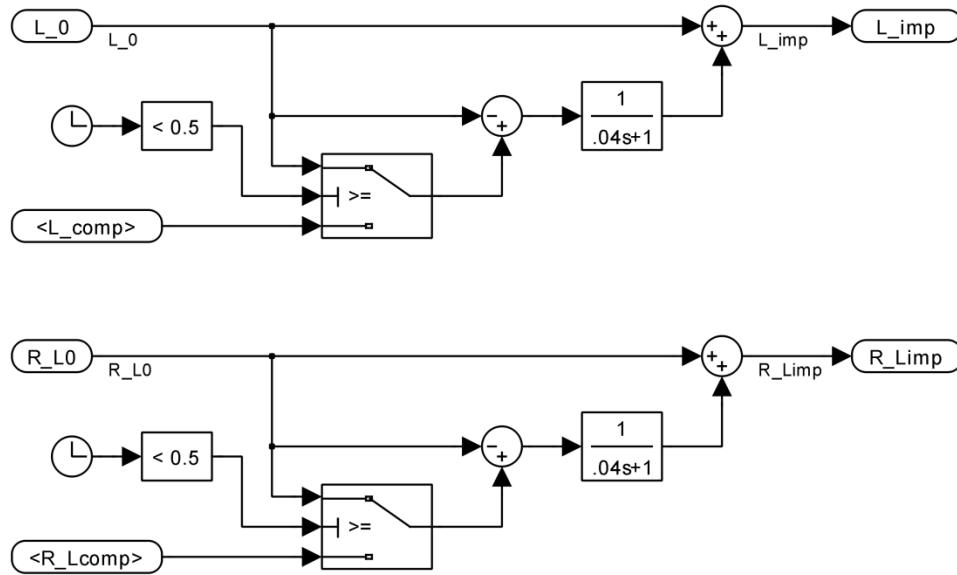 L_0
L_0
+
+
L_imp
L_imp
< 0.5
-
+
1
.04s+1
>=
<L_comp>
R_L0
R_L0
+
+
R_Limp
R_Limp
< 0.5
-
+
1
.04s+1
>=
<R_Lcomp>